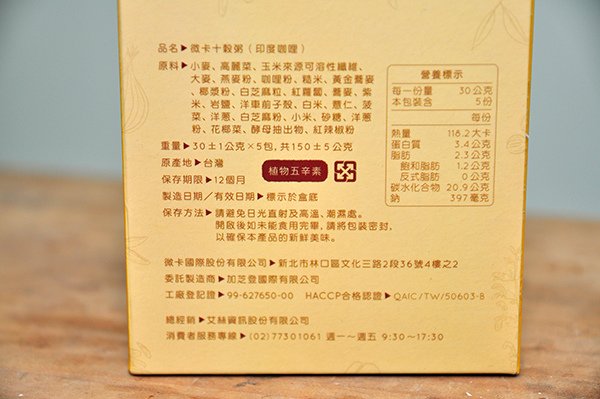 品名▶微卡十穀粥（印度咖哩）
原料▶小麥、高麗菜、玉米來源可溶性纖維、
大麥、燕麥粉、咖哩粉、糙米、黃金蕎麥
、椰漿粉、白芝麻粒、紅蘿蔔、蕎麥、紫
米、岩鹽、洋車前子殼、白米、薏仁、菠
菜、洋蔥、白芝麻粉、小米、砂糖、洋蔥
粉、花椰菜、酵母抽出物、紅辣椒粉
重量▶30±1公克×5包，共150±5公克
原產地▶台灣
保存期限▶12個月
植物五辛素
製造日期／有效日期▶標示於盒底
保存方法▶請避免日光直射及高溫、潮濕處。
開啟後如未能食用完畢，請將包裝密封，
以確保本產品的新鮮美味。
營養標示
每一份量 30公克
本包裝含 5份
每份
熱量 118.2大卡
蛋白質 3.4公克
脂肪 2.3公克
飽和脂肪 1.2公克
反式脂肪 0公克
碳水化合物 20.9公克
鈉 397毫克
微卡國際股份有限公司▶新北市林口區文化三路2段36號4樓之2
委託製造商▶加芝登國際有限公司
工廠登記證▶99-627650-00 HACCP合格認證▶QAIC/TW/50603-B
總經銷▶艾絲資訊股份有限公司
消費者服務專線▶(02)77301061 週一～週五 9:30～17:30